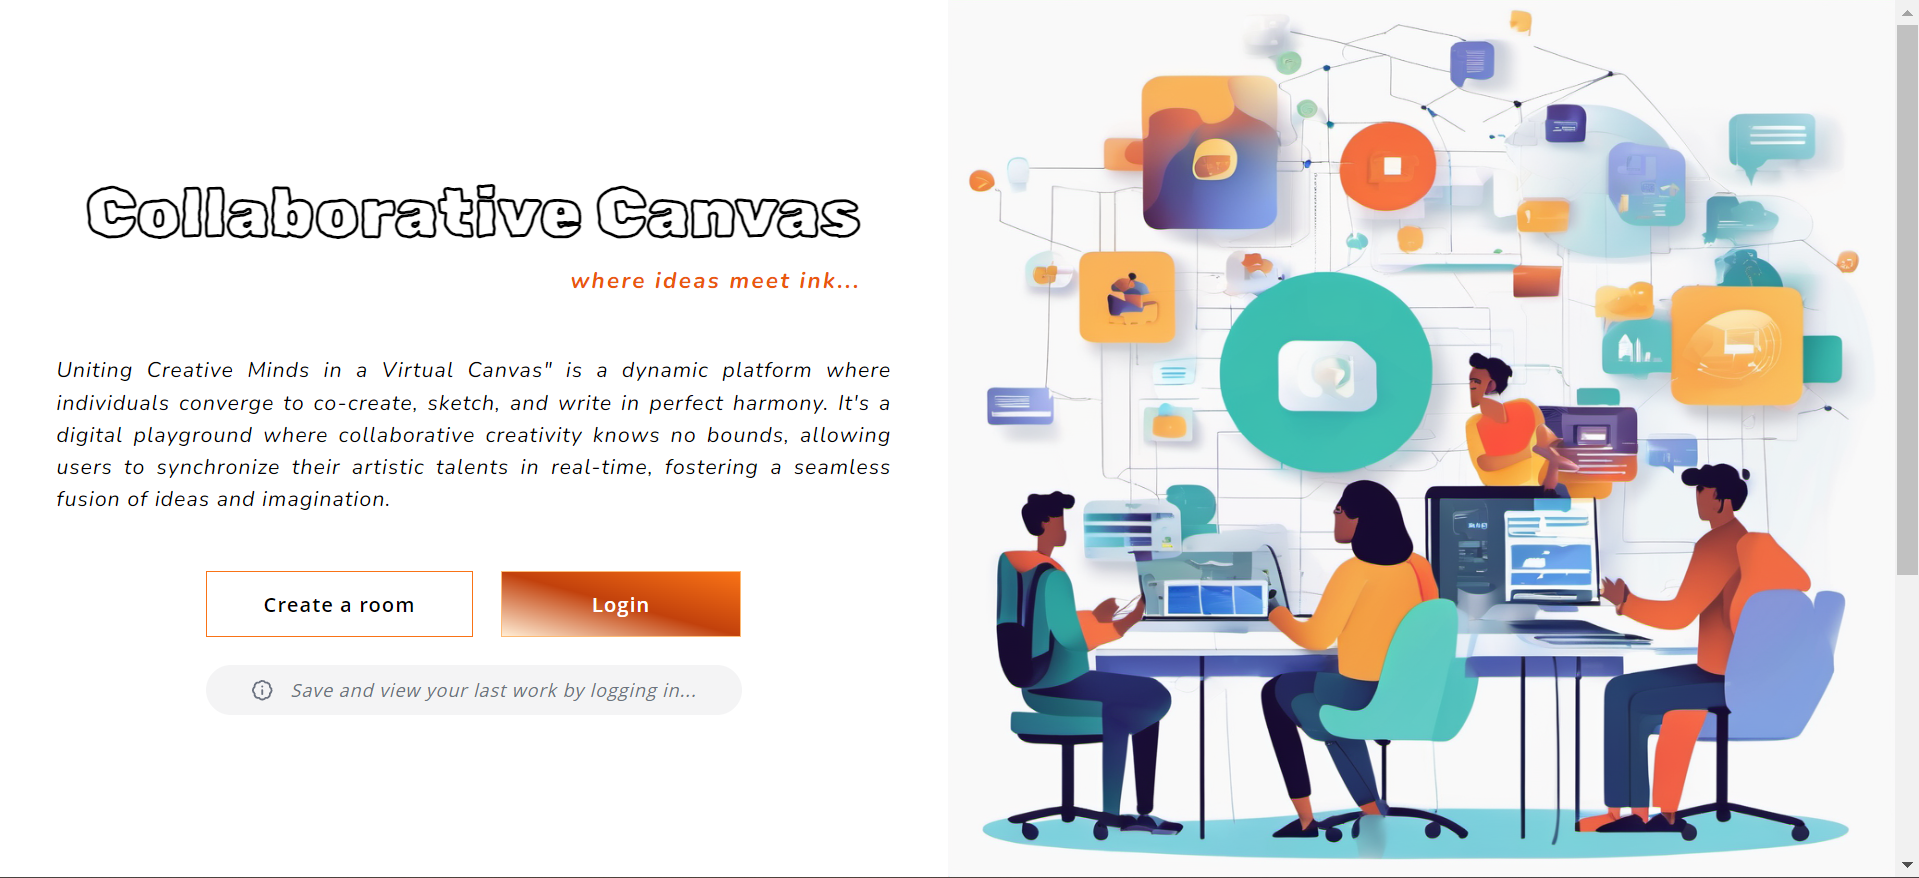 Collaborative Canvas
where ideas meet ink...
Uniting Creative Minds in a Virtual Canvas" is a dynamic platform where
individuals converge to co-create, sketch, and write in perfect harmony. It's a
digital playground where collaborative creativity knows no bounds, allowing
users to synchronize their artistic talents in real-time, fostering a seamless
fusion of ideas and imagination.
Create a room
Login
Save and view your last work by logging in...